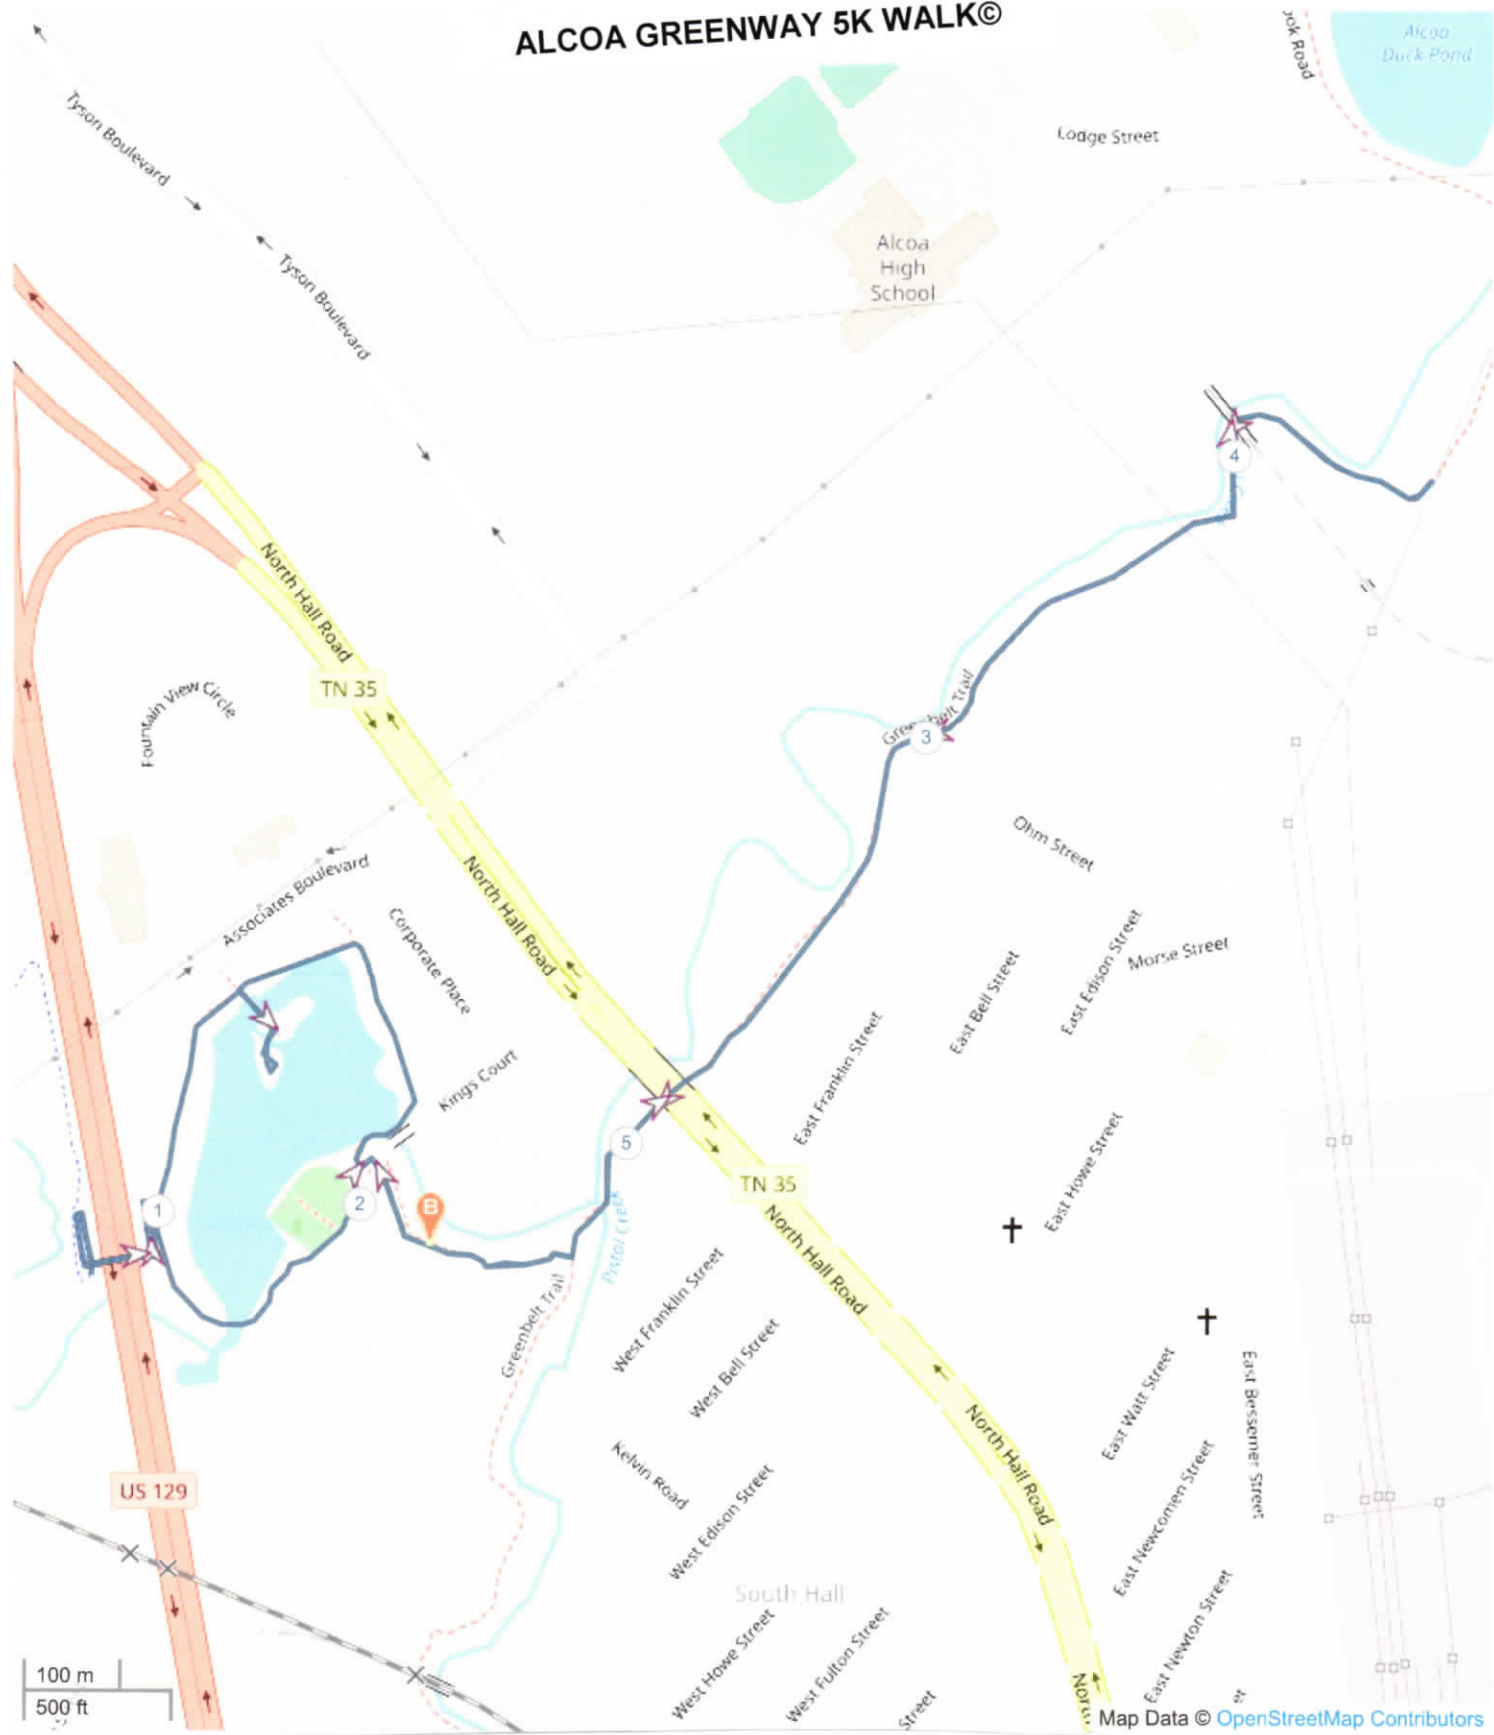 ALCOA GREENWAY 5K WALK©
ook Road
Alcoa
Duck Pond
Tyson Boulevard
Lodge Street
Alcoa
High
School
Tyson Boulevard
4
North Hall Road
TN 35
Fountain View Circle
Greenbelt Trail
3
Ohm Street
North Hall Road
Associates Boulevard
Corporate Place
East Edison Street
Morse Street
East Bell Street
East Franklin Street
Kings Court
5
TN 35
East Howe Street
1
2
B
Pistol Creek
North Hall Road
West Franklin Street
Greenbelt Trail
West Bell Street
East Watt Street
East Bessemer Street
North Hall Road
Kelvin Road
West Edison Street
East Newcomen Street
US 129
South Hall
East Newton Street
West Howe Street
West Fulton Street
Street
North
et
100 m
500 ft
Map Data © OpenStreetMap Contributors